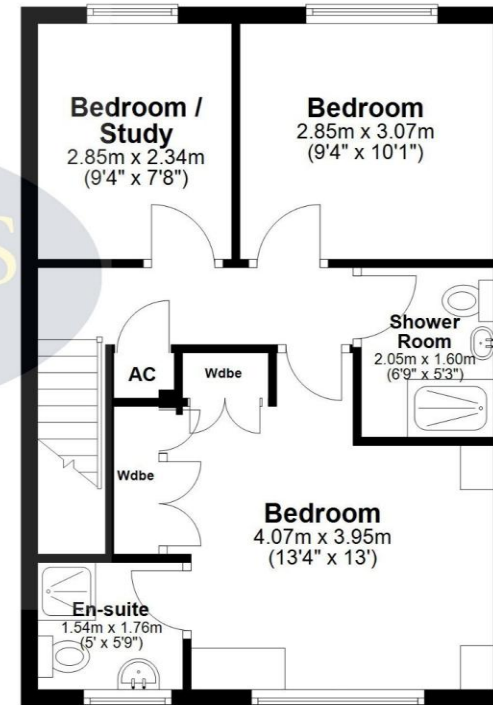 Bedroom /
Study
2.85m x 2.34m
(9'4" x 7'8")
Bedroom
2.85m x 3.07m
(9'4" x 10'1")
S
Shower
Room
2.05m x 1.60m
(6'9" x 5'3")
AC
Wdbe
Wdbe
Bedroom
4.07m x 3.95m
(13'4" x 13')
En-suite
1.54m x 1.76m
(5' x 5'9")